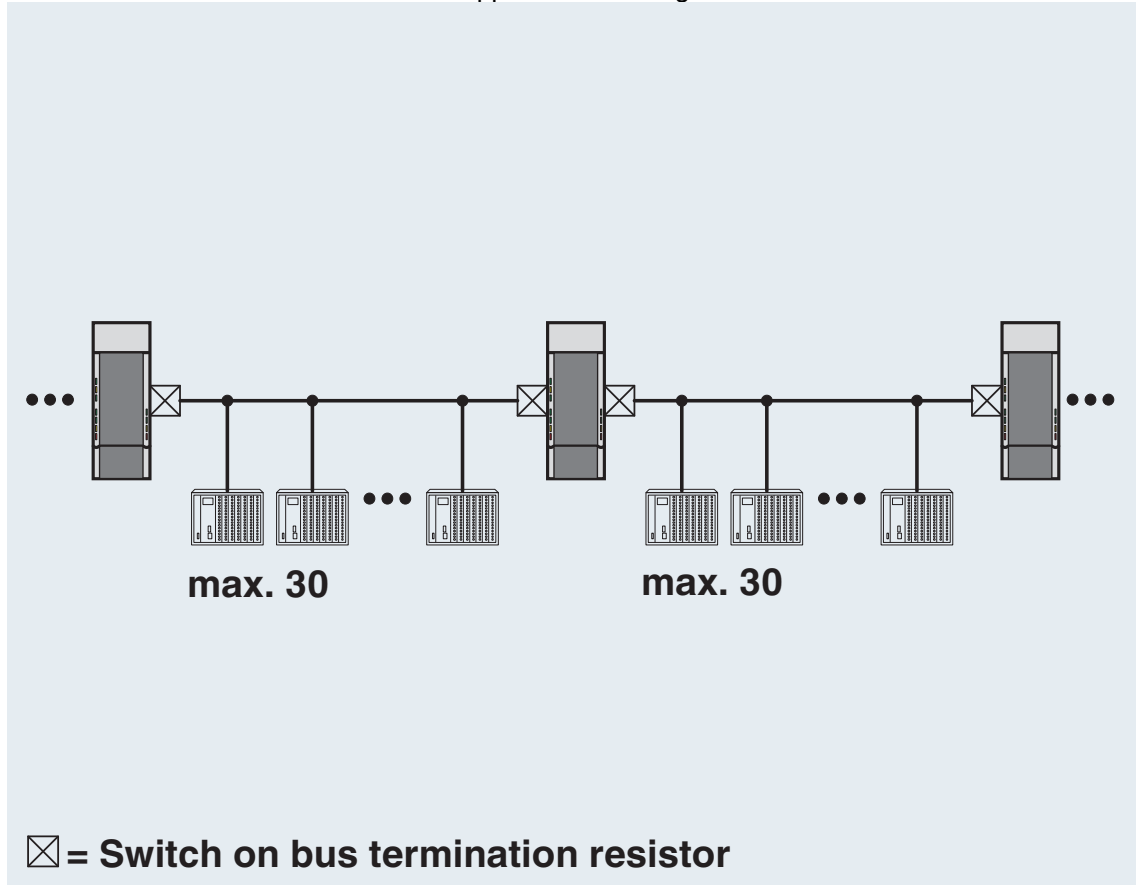 max. 30
max. 30
= Switch on bus termination resistor